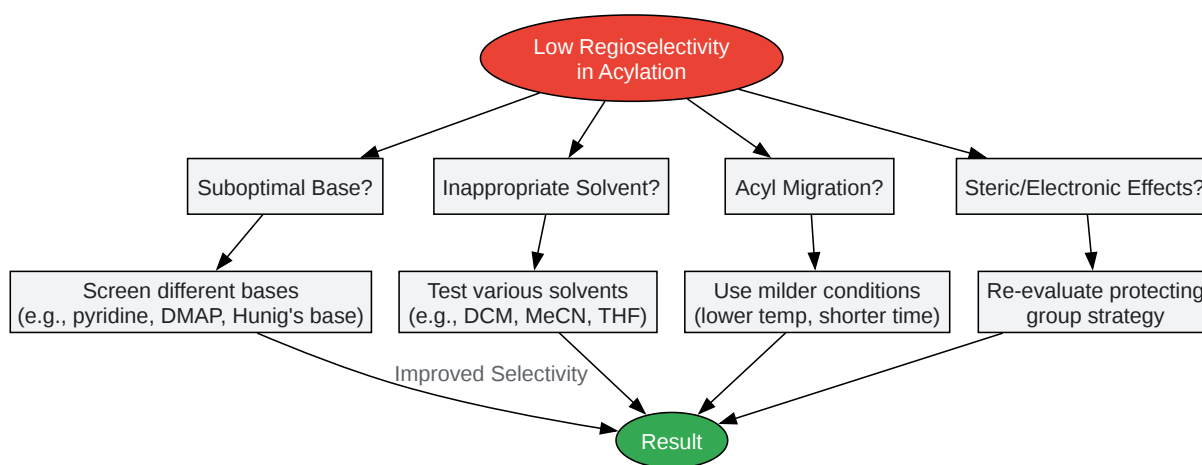 Low Regioselectivity
in Acylation
Suboptimal Base?
Inappropriate Solvent?
Acyl Migration?
Steric/Electronic Effects?
Screen different bases
(e.g., pyridine, DMAP, Hunig's base)
Test various solvents
(e.g., DCM, MeCN, THF)
Use milder conditions
(lower temp, shorter time)
Re-evaluate protecting
group strategy
Improved Selectivity
Result